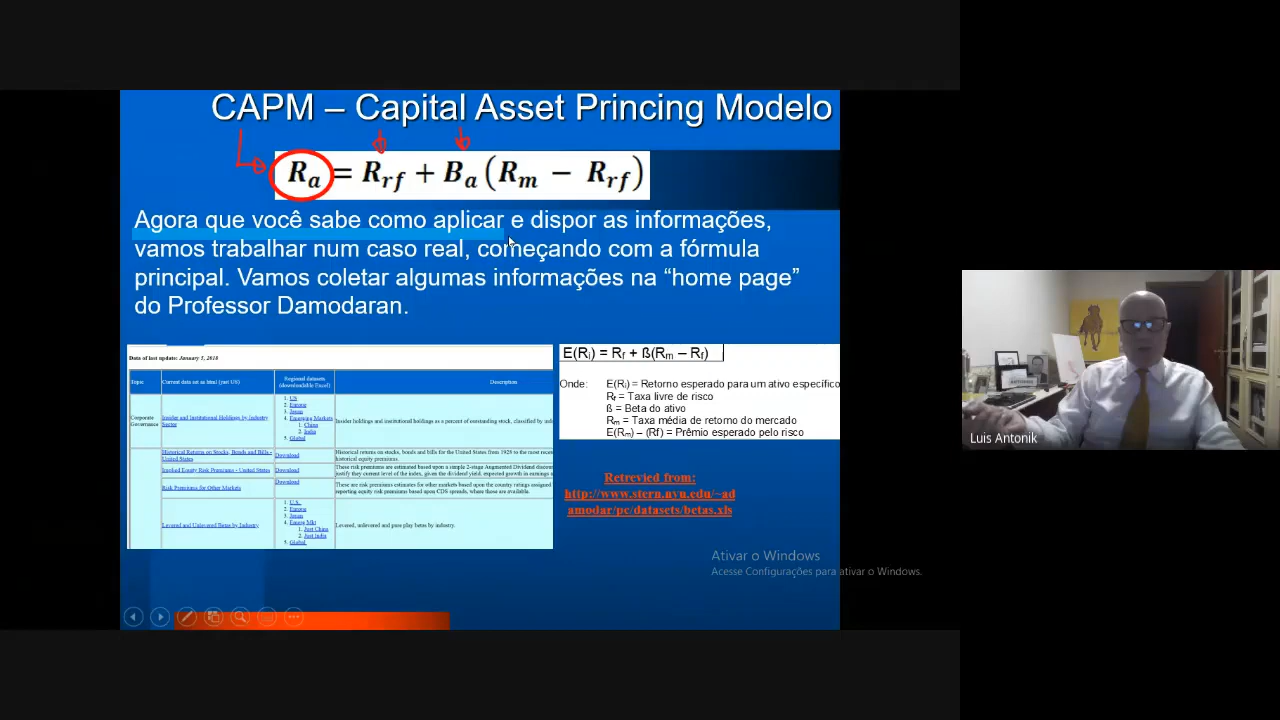 CAPM – Capital Asset Princing Modelo
Ra = Rrf + Ba (Rm − Rrf)
Agora que você sabe como aplicar e dispor as informações,
vamos trabalhar num caso real, começando com a fórmula
principal. Vamos coletar algumas informações na “home page”
do Professor Damodaran.
Data of last update: January 5, 2018
Topic Current data set as html (just US) Regional datasets (downloadable Excel) Description
Corporate Governance
Insider and Institutional Holdings by Industry Sector
1. US
2. Europe
3. Japan
4. Emerging Markets
1. China
2. India
5. Global
Insider holdings and institutional holdings as a percent of outstanding stock, classified by
Historical Returns on Stocks, Bonds and Bills - United States
Download
Historical returns on stocks, bonds and bills for the United States from 1928 to the most
historical equity premiums.
Implied Equity Risk Premiums - United States
Download
These risk premiums are estimated based upon a simple 2-stage Augmented Dividend
justify they current level of the index, given the dividend yield, expected growth in earnings
Risk Premiums for Other Markets
Download
These are risk premiums estimates for other markets based upon the country ratings assigned
reporting equity risk premiums based upon CDS spreads, where those are available.
Levered and Unlevered Betas by Industry
1. U.S.
2. Europe
3. Japan
4. Emerg Mkt
1. Just China
2. Just India
5. Global
Levered, unlevered and pure play betas by industry.
E(Ri) = Rf + ß(Rm – Rf)
Onde: E(Ri) = Retorno esperado para um ativo específico
Rf = Taxa livre de risco
ß = Beta do ativo
Rm = Taxa média de retorno do mercado
E(Rm) – (Rf) = Prêmio esperado pelo risco
Retrevied from:
http://www.stern.nyu.edu/~ad
amodar/pc/datasets/betas.xls
Ativar o Windows
Acesse Configurações para ativar o Windows.
Luis Antonik